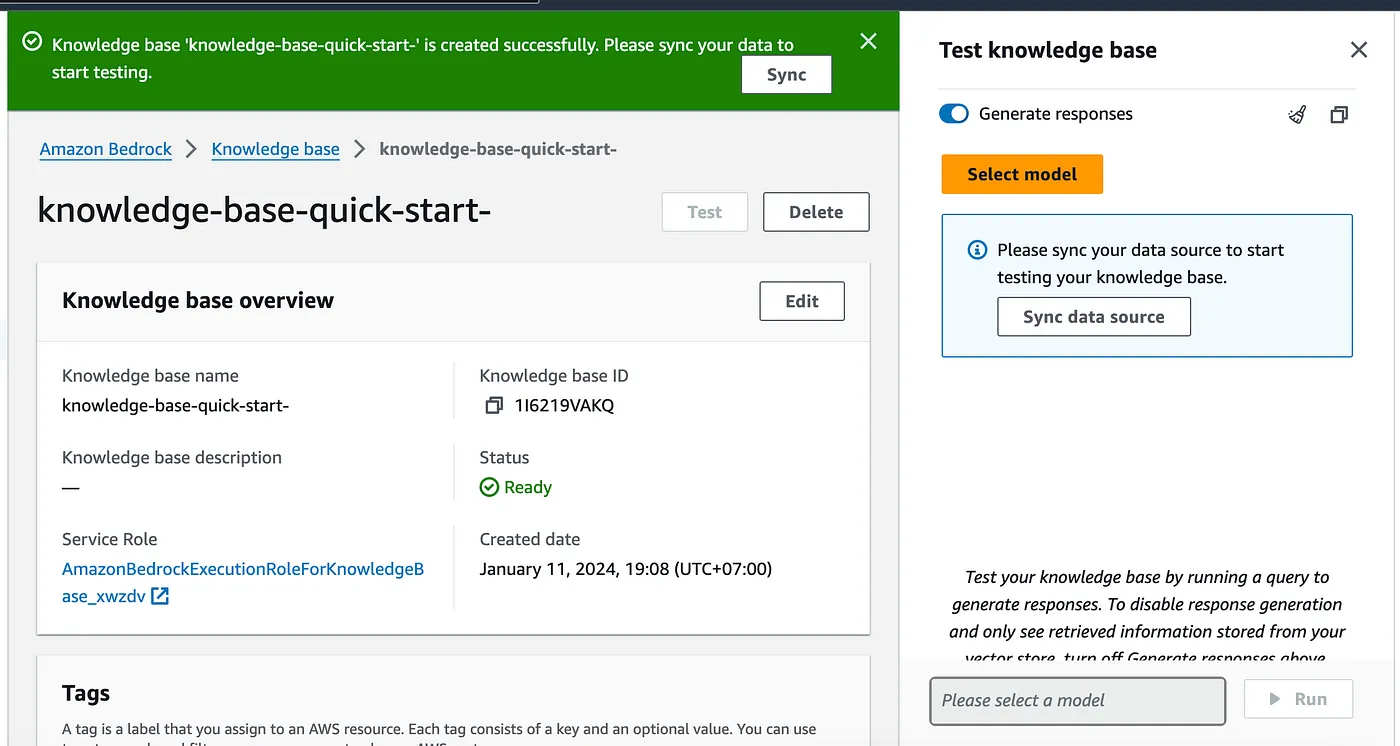 Knowledge base 'knowledge-base-quick-start-' is created successfully. Please sync your data to
start testing.
Sync
Amazon Bedrock
Knowledge base
knowledge-base-quick-start-
knowledge-base-quick-start-
Test
Delete
Knowledge base overview
Edit
Knowledge base name
knowledge-base-quick-start-
Knowledge base ID
1I6219VAKQ
Knowledge base description
—
Status
Ready
Service Role
AmazonBedrockExecutionRoleForKnowledgeB
ase_xwzdv
Created date
January 11, 2024, 19:08 (UTC+07:00)
Tags
A tag is a label that you assign to an AWS resource. Each tag consists of a key and an optional value. You can use
Test knowledge base
Generate responses
Select model
Please sync your data source to start
testing your knowledge base.
Sync data source
Test your knowledge base by running a query to
generate responses. To disable response generation
and only see retrieved information stored from your
vector store, turn off Generate responses above
Please select a model
Run